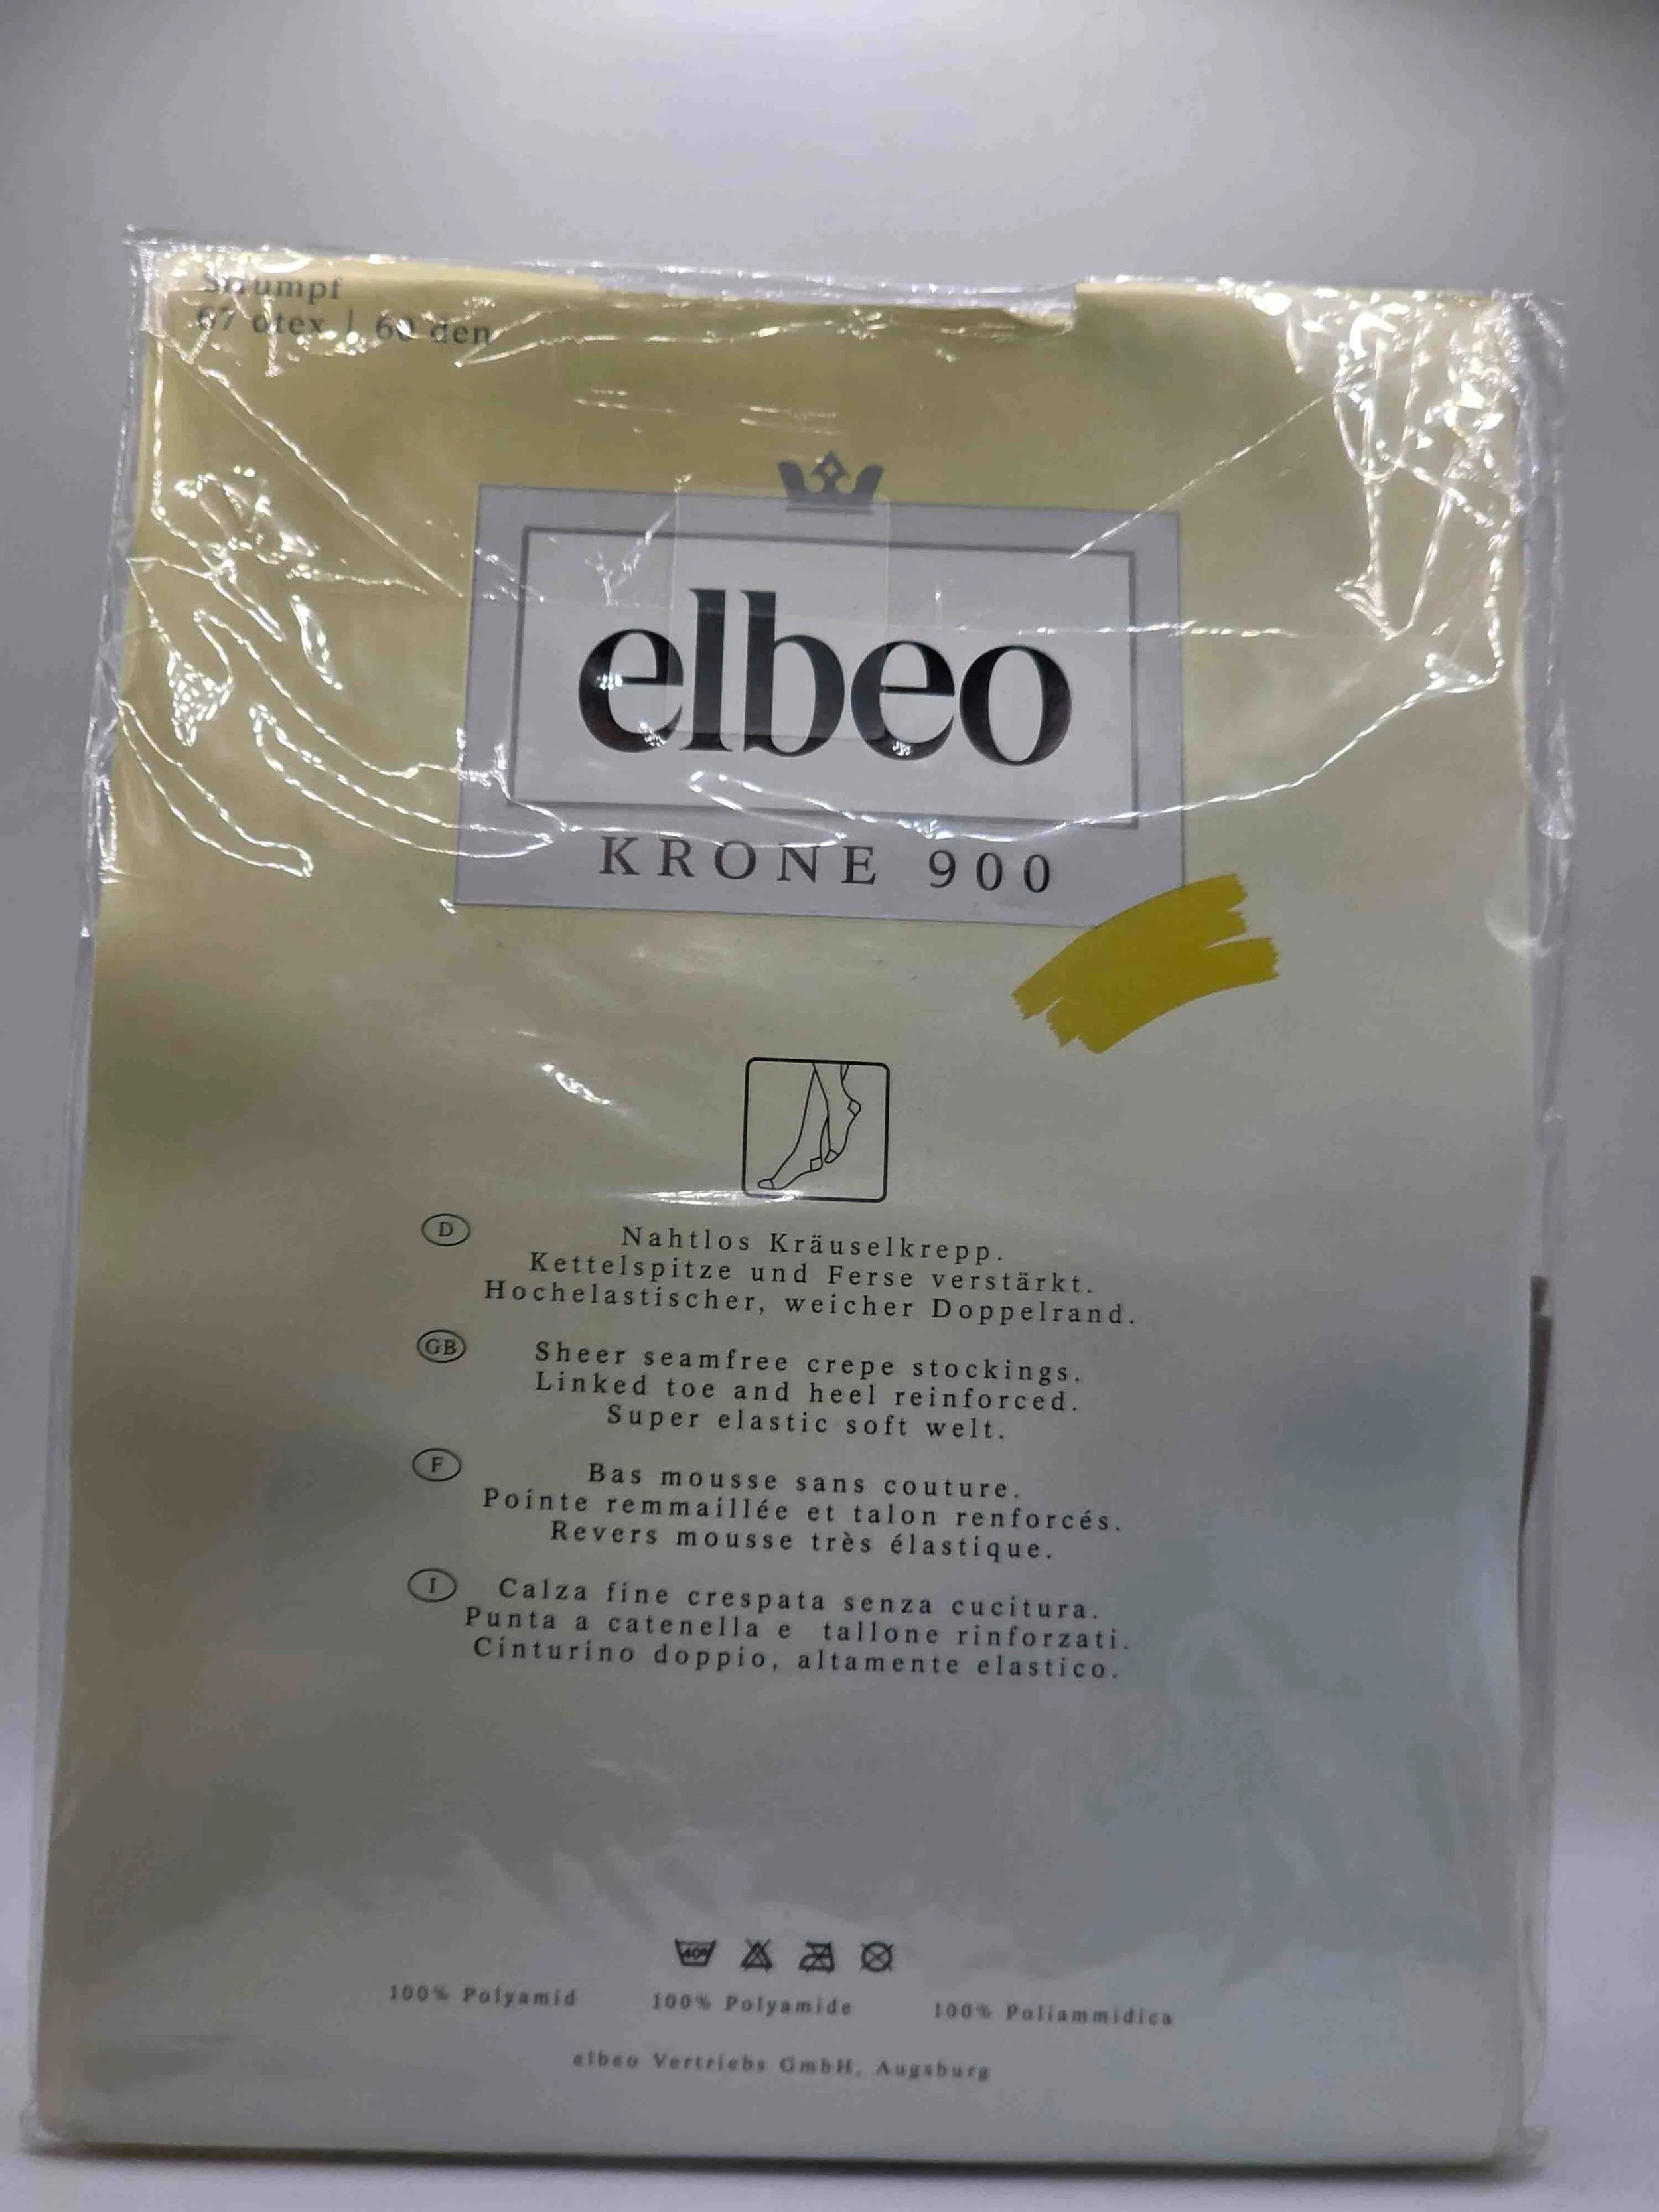 Strumpf
67 dtex | 60 den
elbeo
KRONE 900
D
Nahtlos Kräuselkrepp.
Kettelspitze und Ferse verstärkt.
Hochelastischer, weicher Doppelrand.
GB
Sheer seamfree crepe stockings.
Linked toe and heel reinforced.
Super elastic soft welt.
F
Bas mousse sans couture.
Pointe remmaillée et talon renforcés.
Revers mousse très élastique.
I
Calza fine crespata senza cucitura.
Punta a catenella e tallone rinforzati.
Cinturino doppio, altamente elastico.
40°
100% Polyamid 100% Polyamide 100% Poliammidica
elbeo Vertriebs GmbH, Augsburg